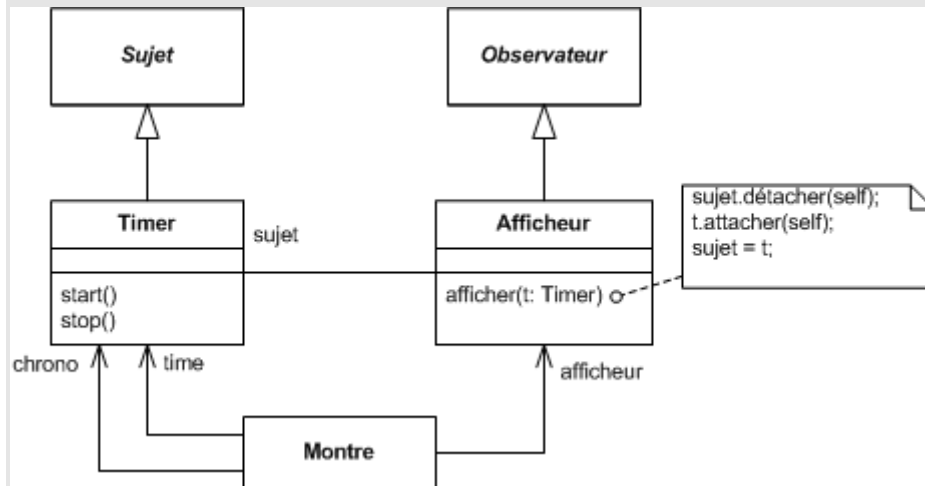 Sujet
Observateur
Timer
sujet
Afficheur
sujet.détacher(self);
t.attacher(self);
sujet = t;
start()
stop()
afficher(t: Timer)
chrono
time
afficheur
Montre